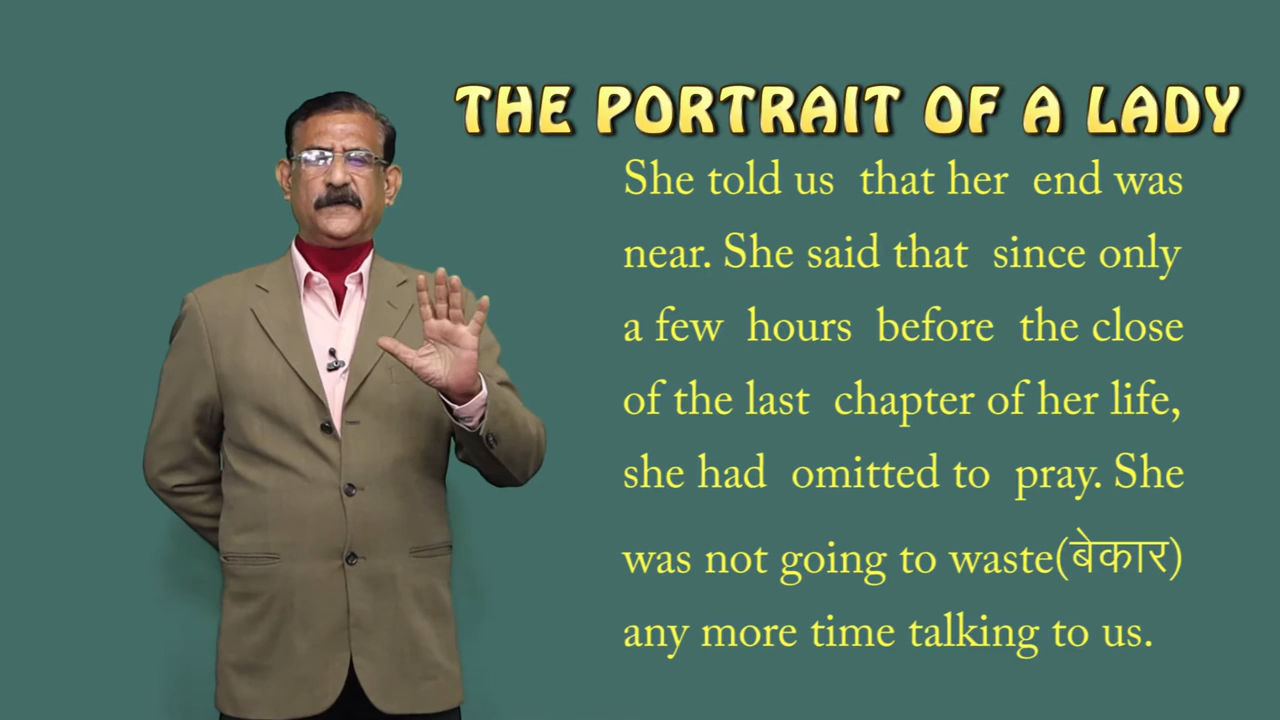 THE PORTRAIT OF A LADY
She told us that her end was
near. She said that since only
a few hours before the close
of the last chapter of her life,
she had omitted to pray. She
was not going to waste(बेकार)
any more time talking to us.